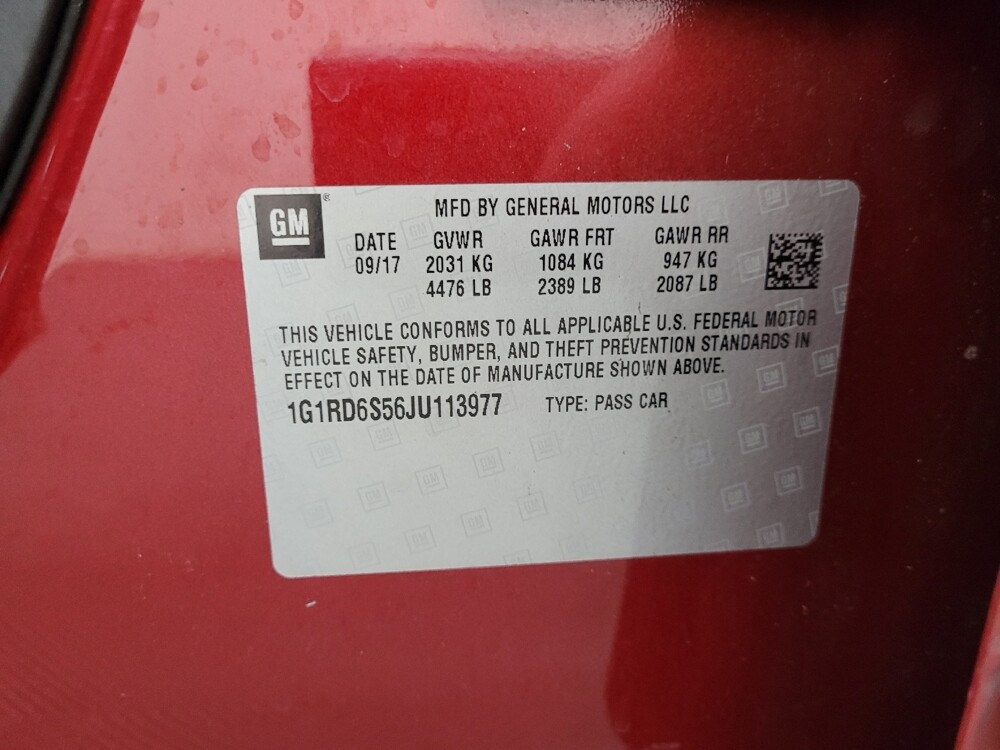 GM ® MFD BY GENERAL MOTORS LLC
DATE GVWR GAWR FRT GAWR RR
09/17 2031 KG 1084 KG 947 KG
4476 LB 2389 LB 2087 LB
THIS VEHICLE CONFORMS TO ALL APPLICABLE U.S. FEDERAL MOTOR
VEHICLE SAFETY, BUMPER, AND THEFT PREVENTION STANDARDS IN
EFFECT ON THE DATE OF MANUFACTURE SHOWN ABOVE.
1G1RD6S56JU113977 TYPE: PASS CAR